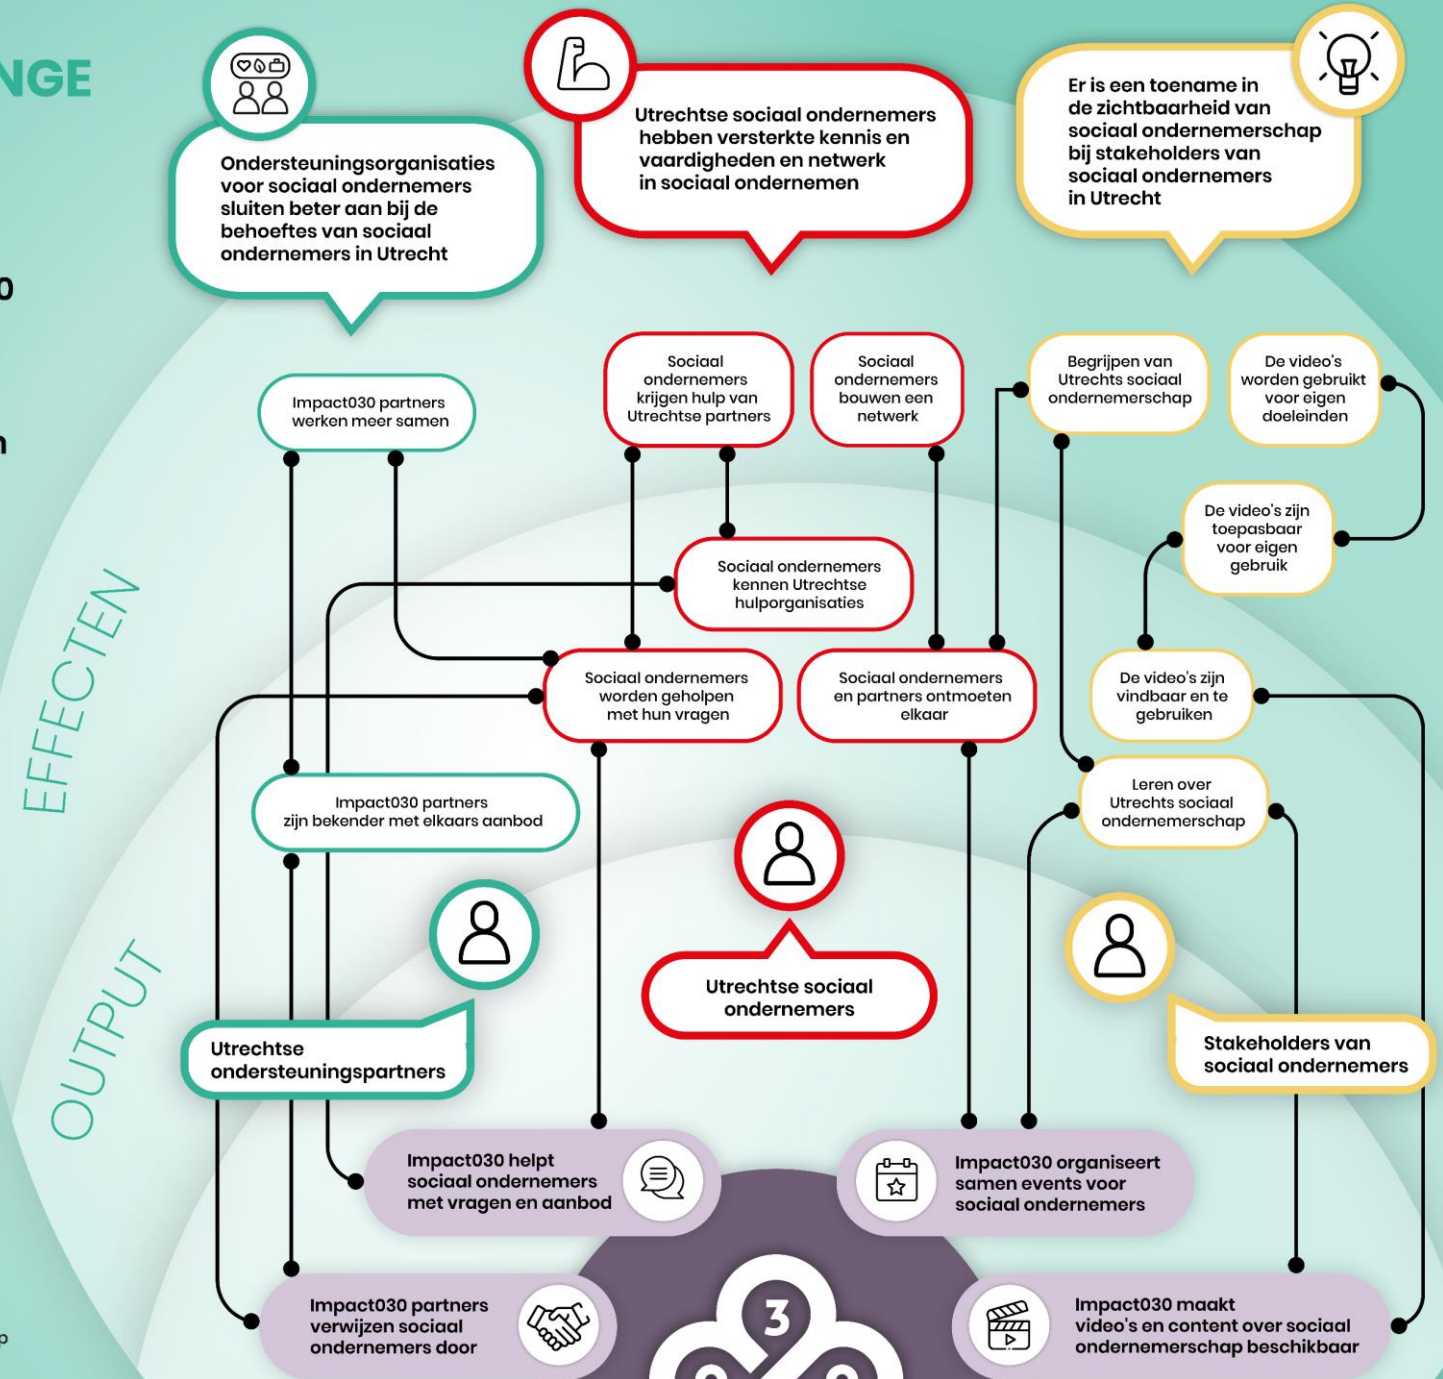 NGE
0
n
p
Ondersteuningsorganisaties
voor sociaal ondernemers
sluiten beter aan bij de
behoeftes van sociaal
ondernemers in Utrecht
Utrechtse sociaal ondernemers
hebben versterkte kennis en
vaardigheden en netwerk
in sociaal ondernemen
Er is een toename in
de zichtbaarheid van
sociaal ondernemerschap
bij stakeholders van
sociaal ondernemers
in Utrecht
Impact030 partners
werken meer samen
Sociaal
ondernemers
krijgen hulp van
Utrechtse partners
Sociaal
ondernemers
bouwen een
netwerk
Begrijpen van
Utrechts sociaal
ondernemerschap
De video's
worden gebruikt
voor eigen
doeleinden
De video's zijn
toepasbaar
voor eigen
gebruik
Sociaal ondernemers
kennen Utrechtse
hulporganisaties
EFFECTEN
Sociaal ondernemers
worden geholpen
met hun vragen
Sociaal ondernemers
en partners ontmoeten
elkaar
De video's zijn
vindbaar en te
gebruiken
Impact030 partners
zijn bekender met elkaars aanbod
Leren over
Utrechts sociaal
ondernemerschap
OUTPUT
Utrechtse
ondersteuningspartners
Utrechtse sociaal
ondernemers
Stakeholders van
sociaal ondernemers
Impact030 helpt
sociaal ondernemers
met vragen en aanbod
Impact030 organiseert
samen events voor
sociaal ondernemers
Impact030 partners
verwijzen sociaal
ondernemers door
3
Impact030 maakt
video's en content over sociaal
ondernemerschap beschikbaar